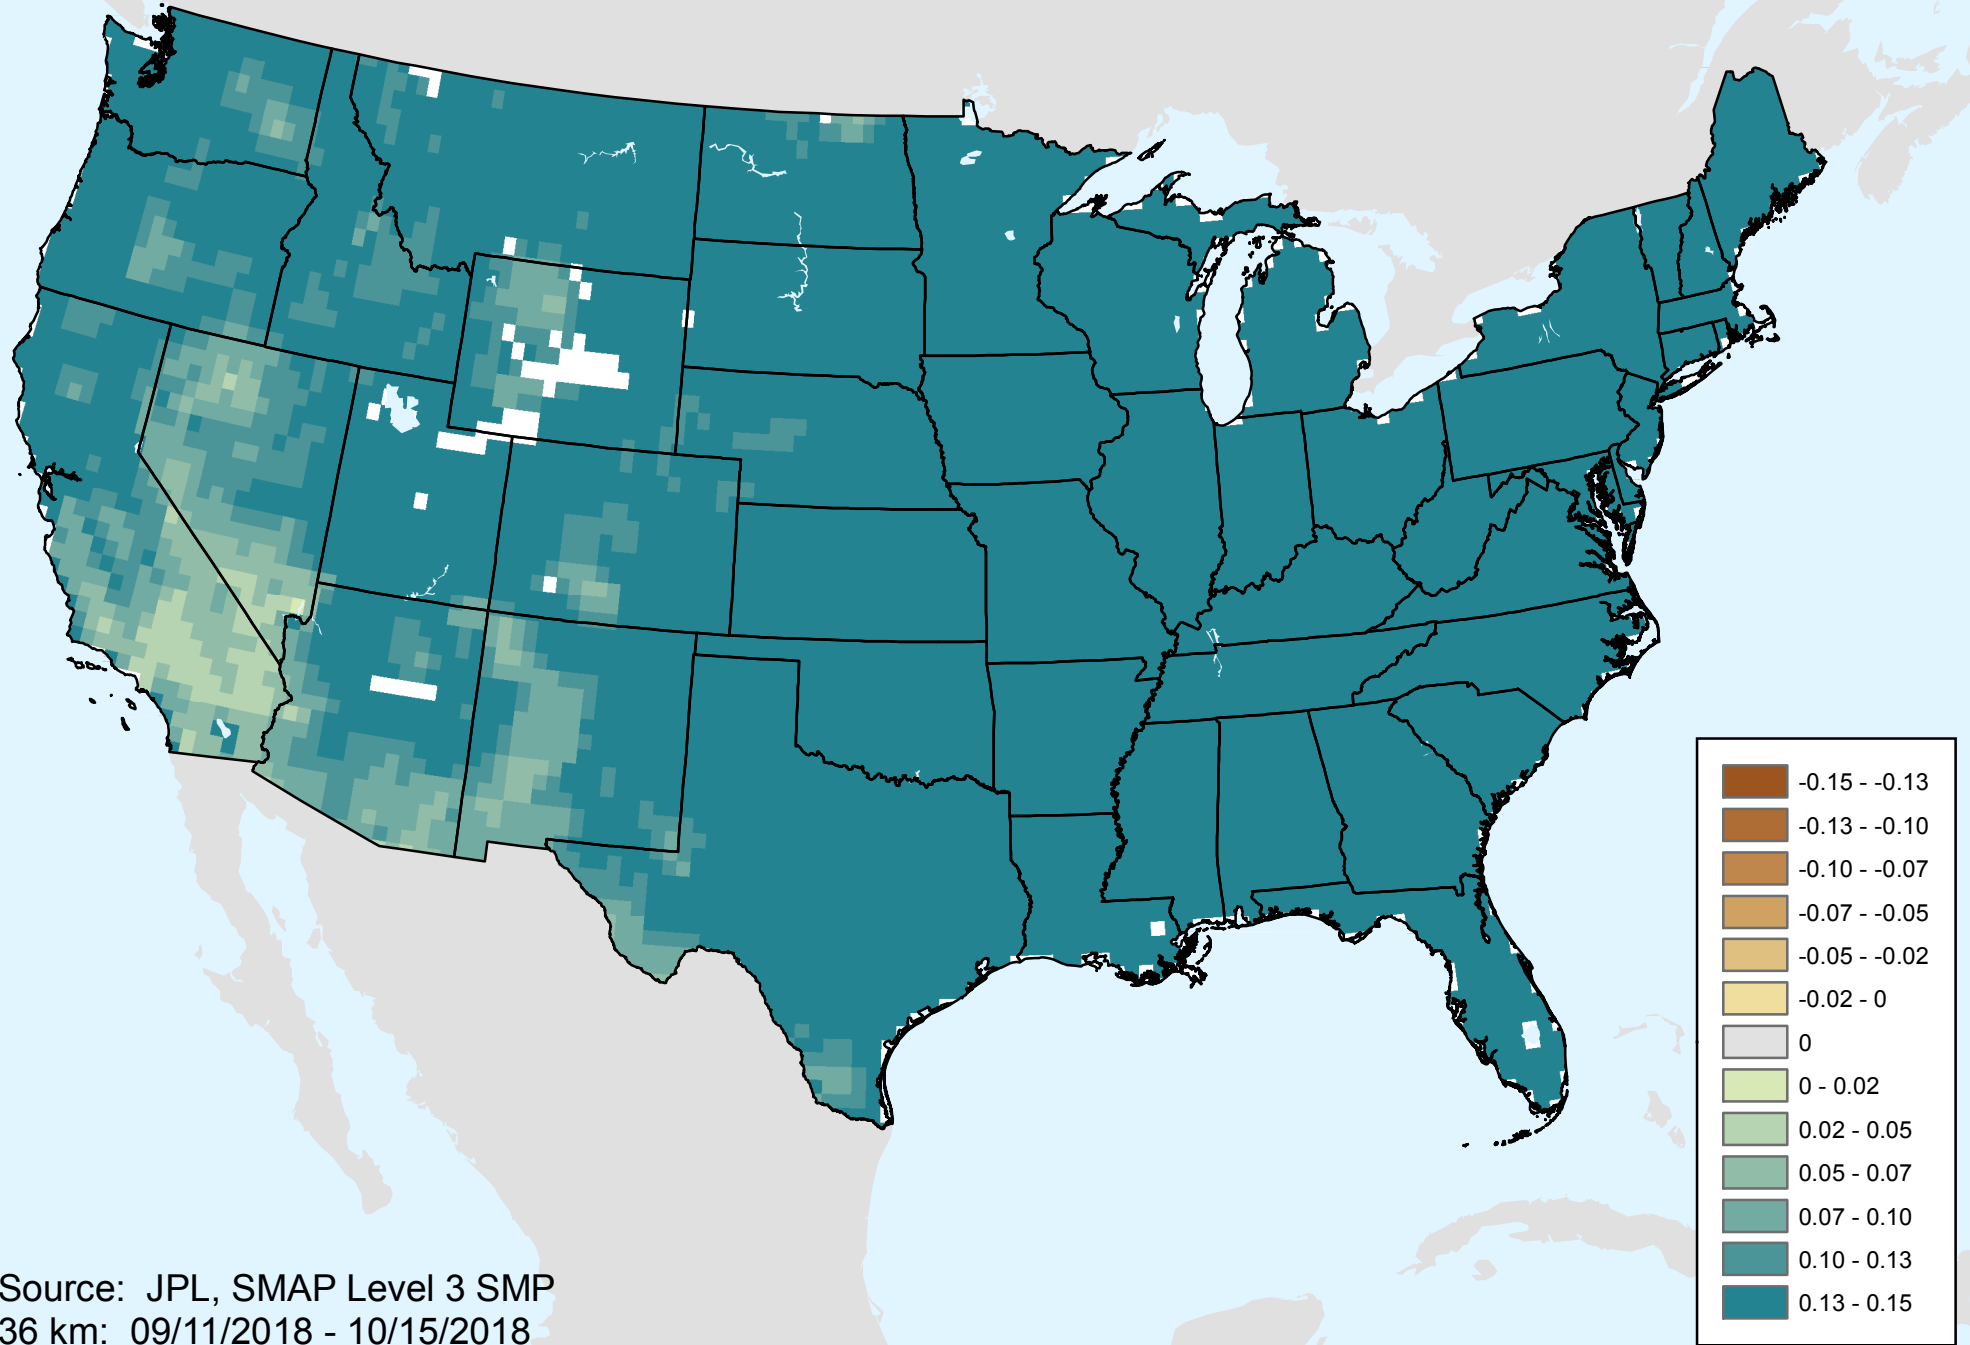 -0.15 - -0.13
-0.13 - -0.10
-0.10 - -0.07
-0.07 - -0.05
-0.05 - -0.02
-0.02 - 0
0
0 - 0.02
0.02 - 0.05
0.05 - 0.07
0.07 - 0.10
0.10 - 0.13
0.13 - 0.15
Source: JPL, SMAP Level 3 SMP
36 km: 09/11/2018 - 10/15/2018